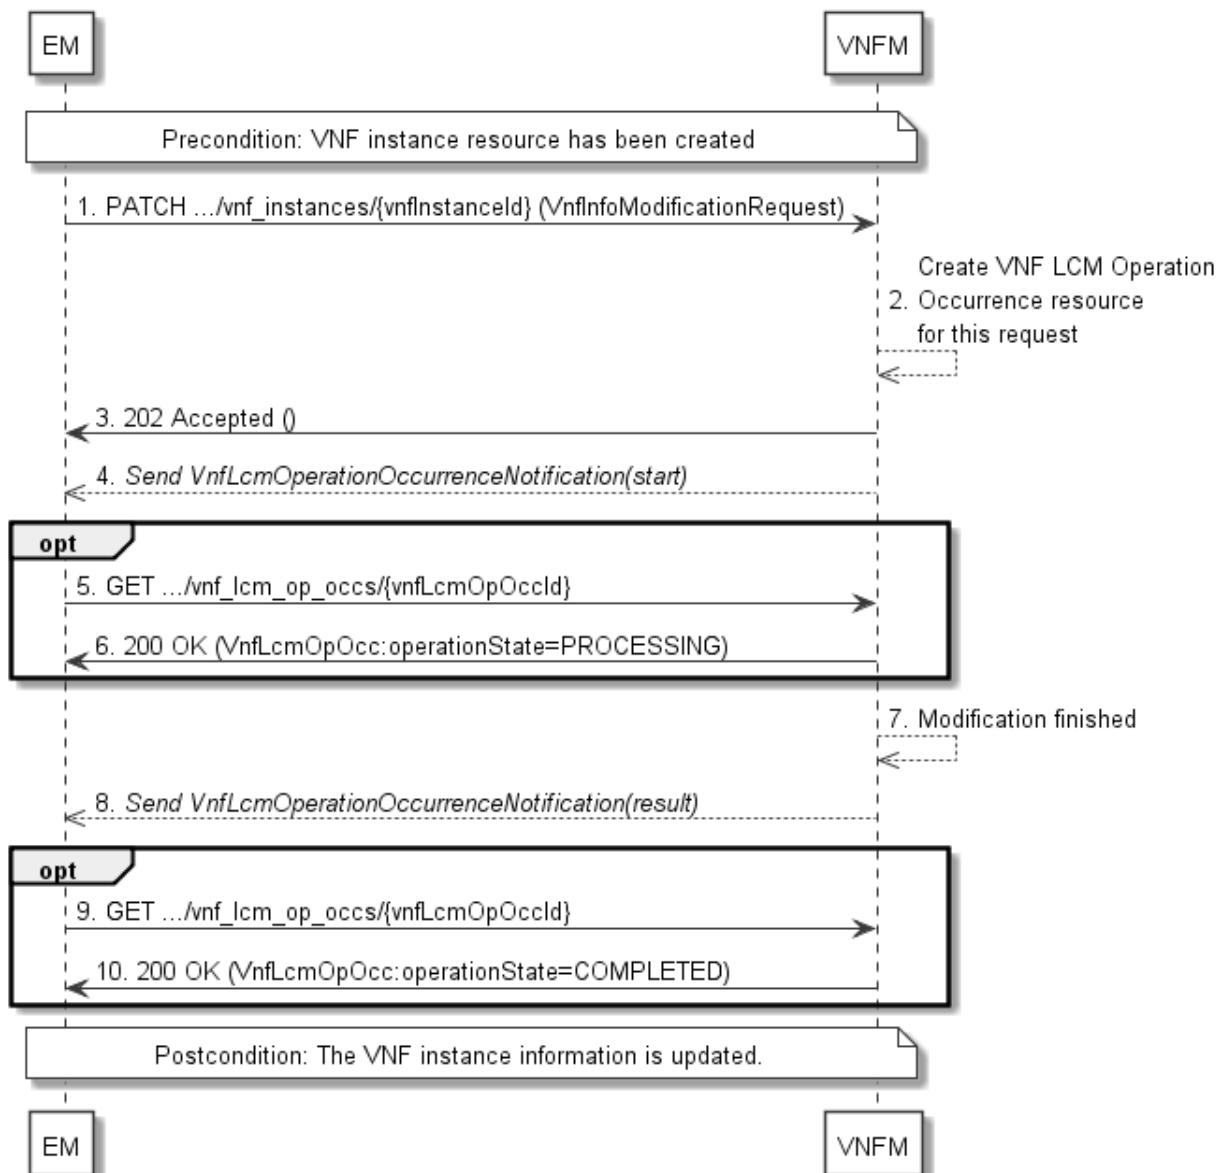 EM VNFM
Precondition: VNF instance resource has been created
1. PATCH .../vnf_instances/{vnfInstanceId} (VnfInfoModificationRequest)
Create VNF LCM Operation
2. Occurrence resource
for this request
3. 202 Accepted ()
4. Send VnfLcmOperationOccurrenceNotification(start)
opt
5. GET .../vnf_lcm_op_occs/{vnfLcmOpOccId}
6. 200 OK (VnfLcmOpOcc:operationState=PROCESSING)
7. Modification finished
8. Send VnfLcmOperationOccurrenceNotification(result)
opt
9. GET .../vnf_lcm_op_occs/{vnfLcmOpOccId}
10. 200 OK (VnfLcmOpOcc:operationState=COMPLETED)
Postcondition: The VNF instance information is updated.
EM VNFM